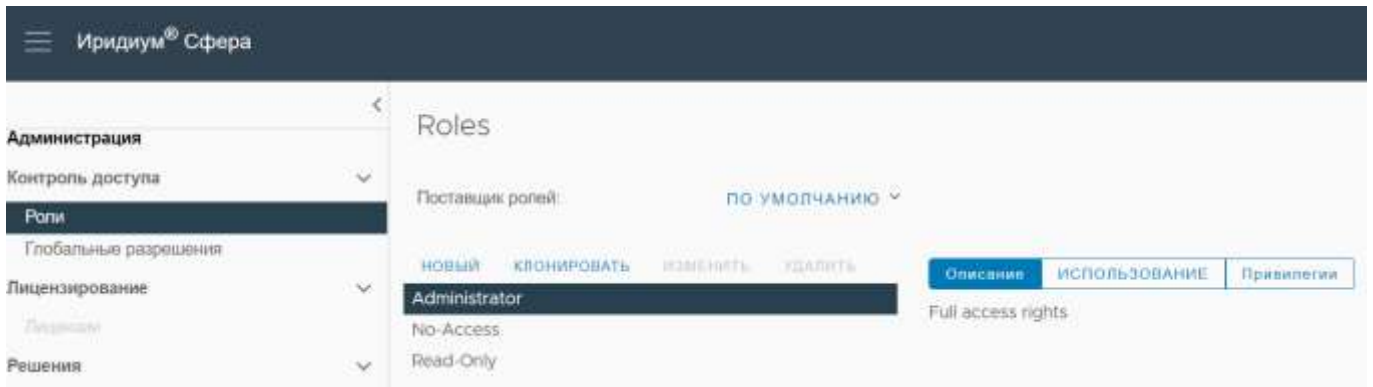 Иридиум® Сфера
Администрация
Контроль доступа
Роли
Глобальные разрешения
Лицензирование
Лицензии
Решения
Roles
Поставщик ролей:
ПО УМОЛЧАНИЮ
НОВЫЙ КЛОНИРОВАТЬ ИЗМЕНИТЬ УДАЛИТЬ
Administrator
No-Access
Read-Only
Описание ИСПОЛЬЗОВАНИЕ Привилегии
Full access rights